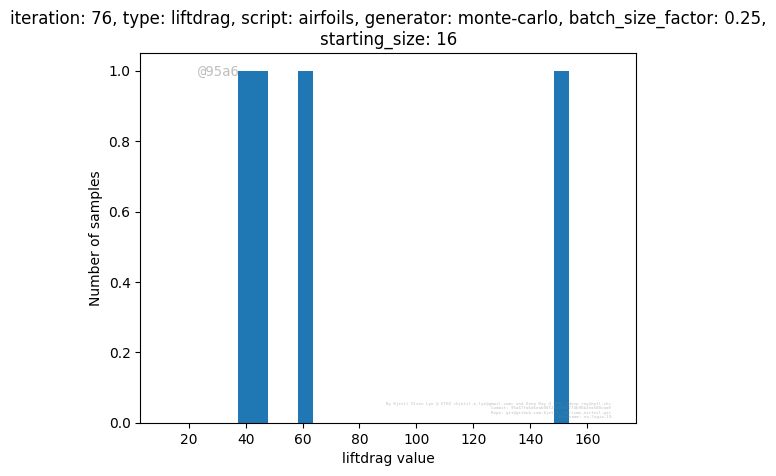 iteration: 76, type: liftdrag, script: airfoils, generator: monte-carlo, batch_size_factor: 0.25,
starting_size: 16
@95a6
1.0
0.8
0.6
0.4
0.2
0.0
Number of samples
20 40 60 80 100 120 140 160
liftdrag value